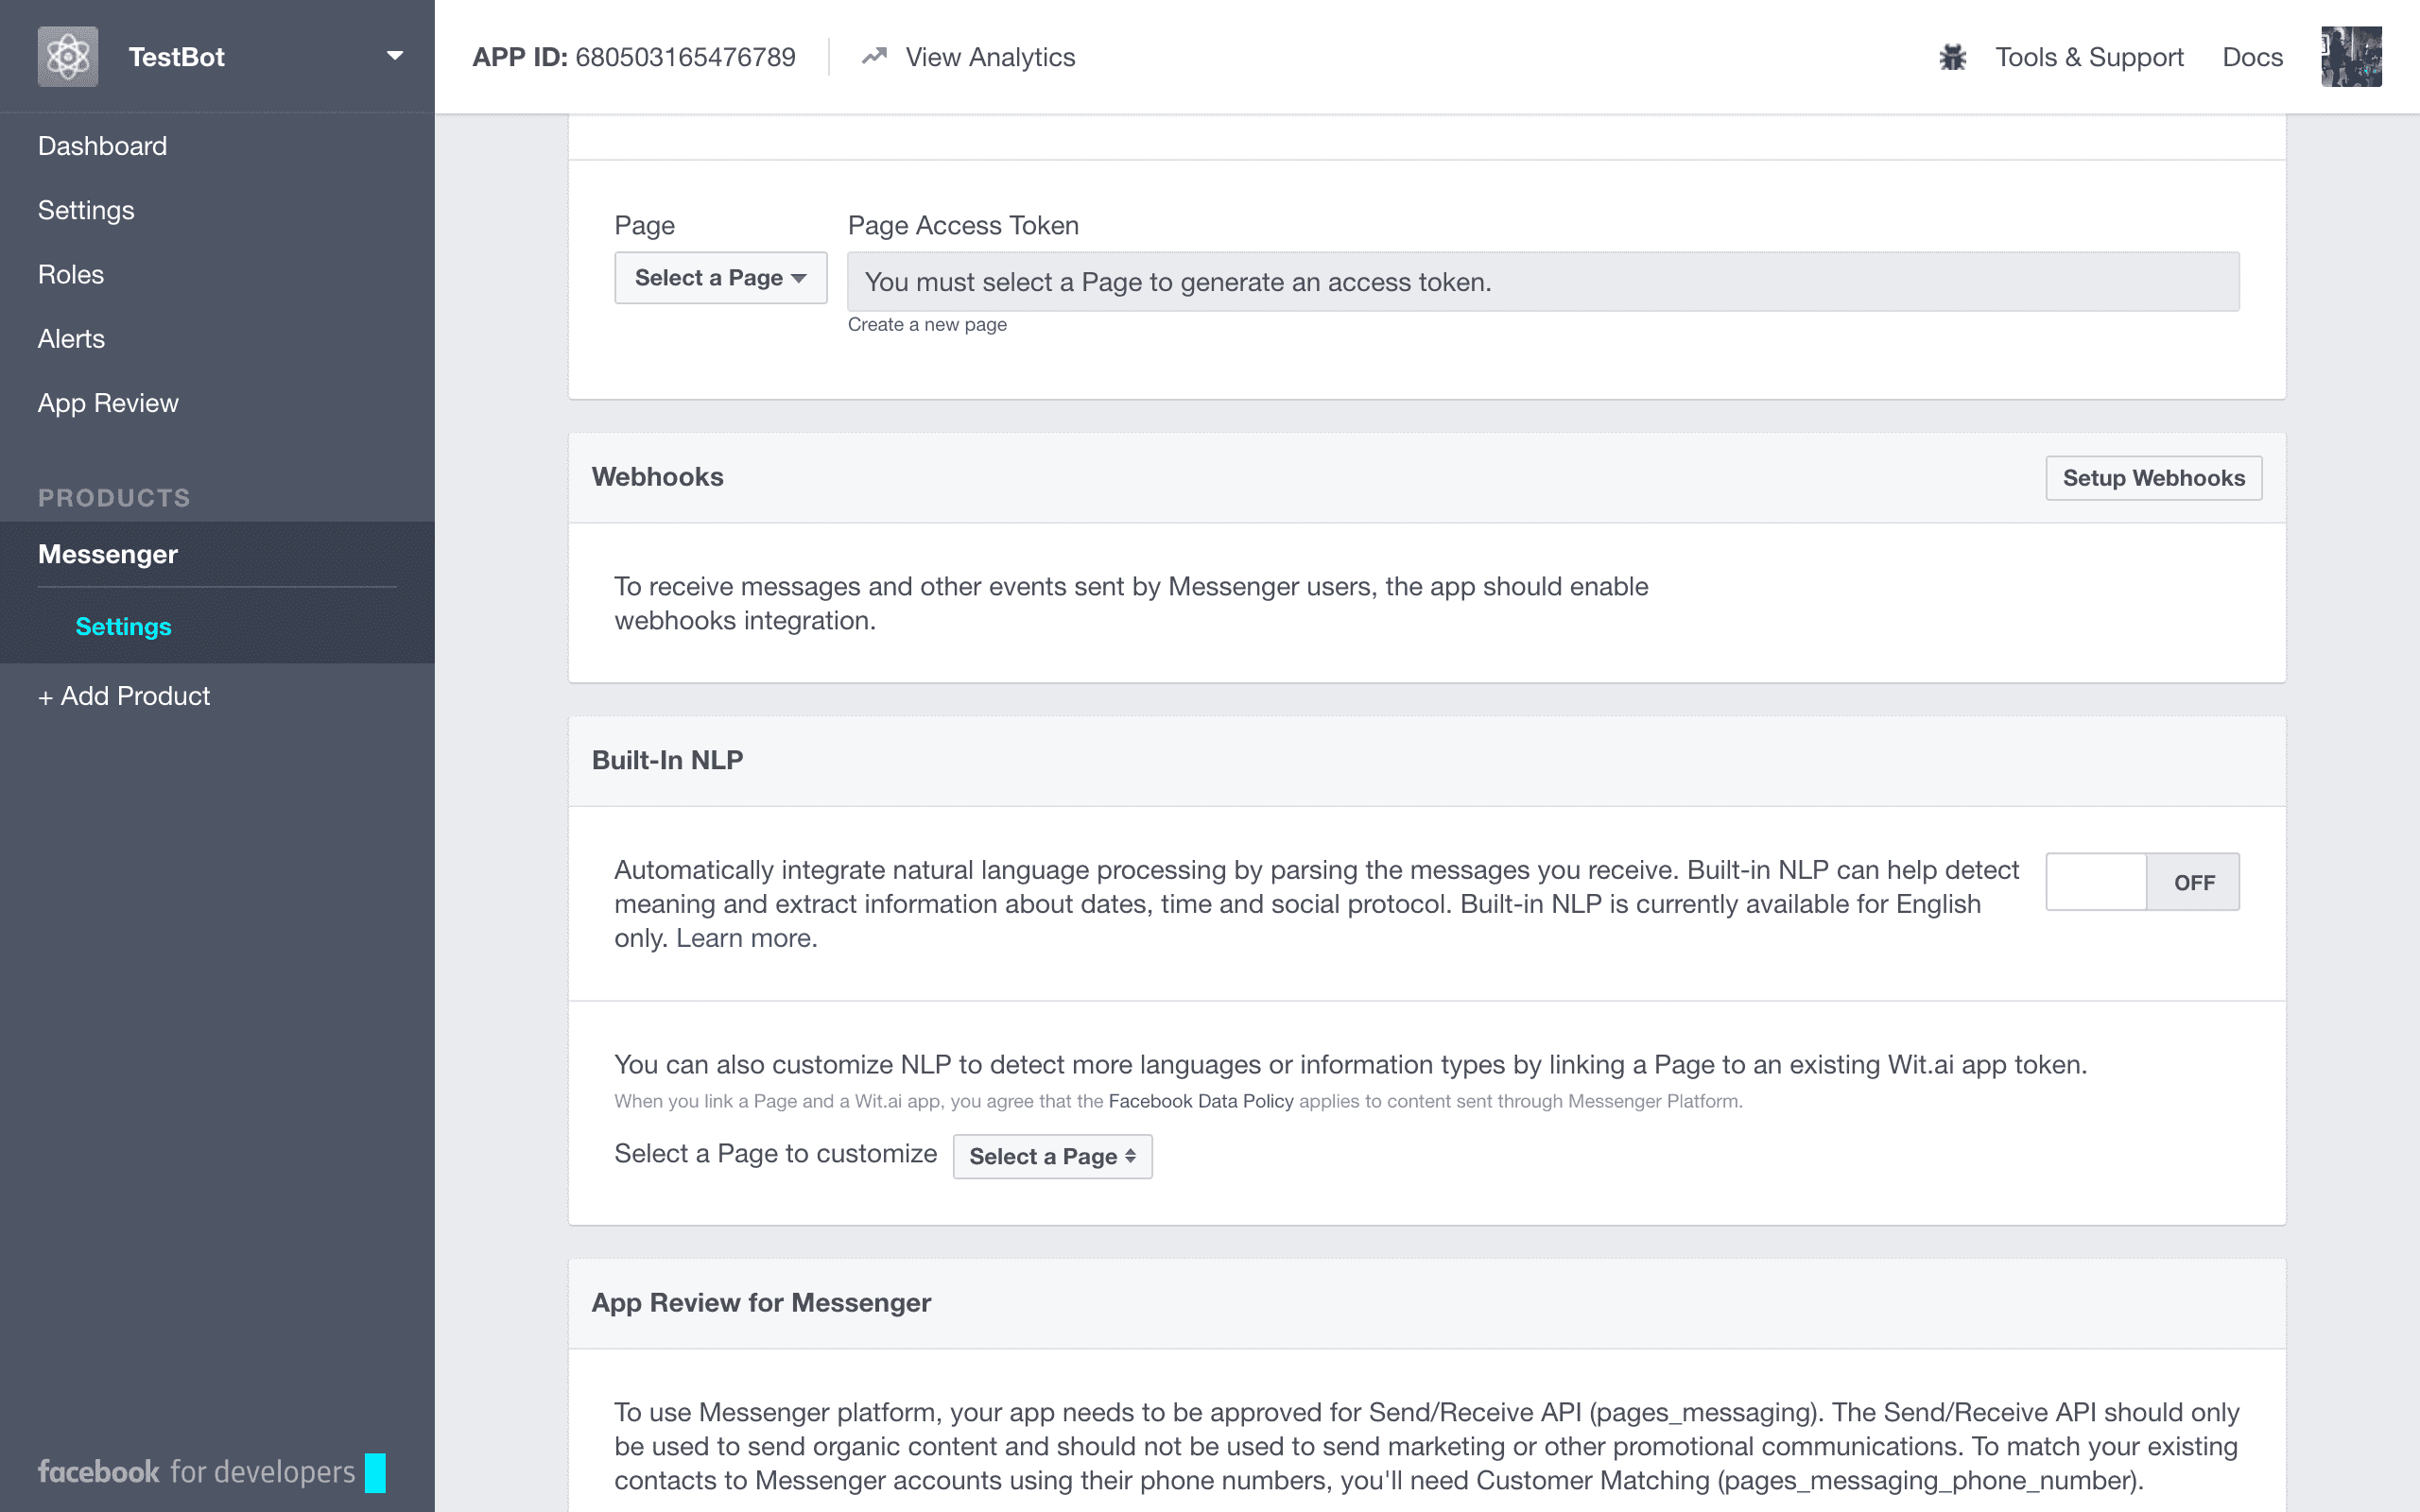 TestBot
APP ID: 680503165476789
View Analytics
Tools & Support
Docs
Dashboard
Settings
Roles
Alerts
App Review
PRODUCTS
Messenger
Settings
+ Add Product
facebook for developers
Page
Page Access Token
Select a Page
You must select a Page to generate an access token.
Create a new page
Webhooks
Setup Webhooks
To receive messages and other events sent by Messenger users, the app should enable
webhooks integration.
Built-In NLP
Automatically integrate natural language processing by parsing the messages you receive. Built-in NLP can help detect
meaning and extract information about dates, time and social protocol. Built-in NLP is currently available for English
only. Learn more.
OFF
You can also customize NLP to detect more languages or information types by linking a Page to an existing Wit.ai app token.
When you link a Page and a Wit.ai app, you agree that the Facebook Data Policy applies to content sent through Messenger Platform.
Select a Page to customize
Select a Page
App Review for Messenger
To use Messenger platform, your app needs to be approved for Send/Receive API (pages_messaging). The Send/Receive API should only
be used to send organic content and should not be used to send marketing or other promotional communications. To match your existing
contacts to Messenger accounts using their phone numbers, you'll need Customer Matching (pages_messaging_phone_number).